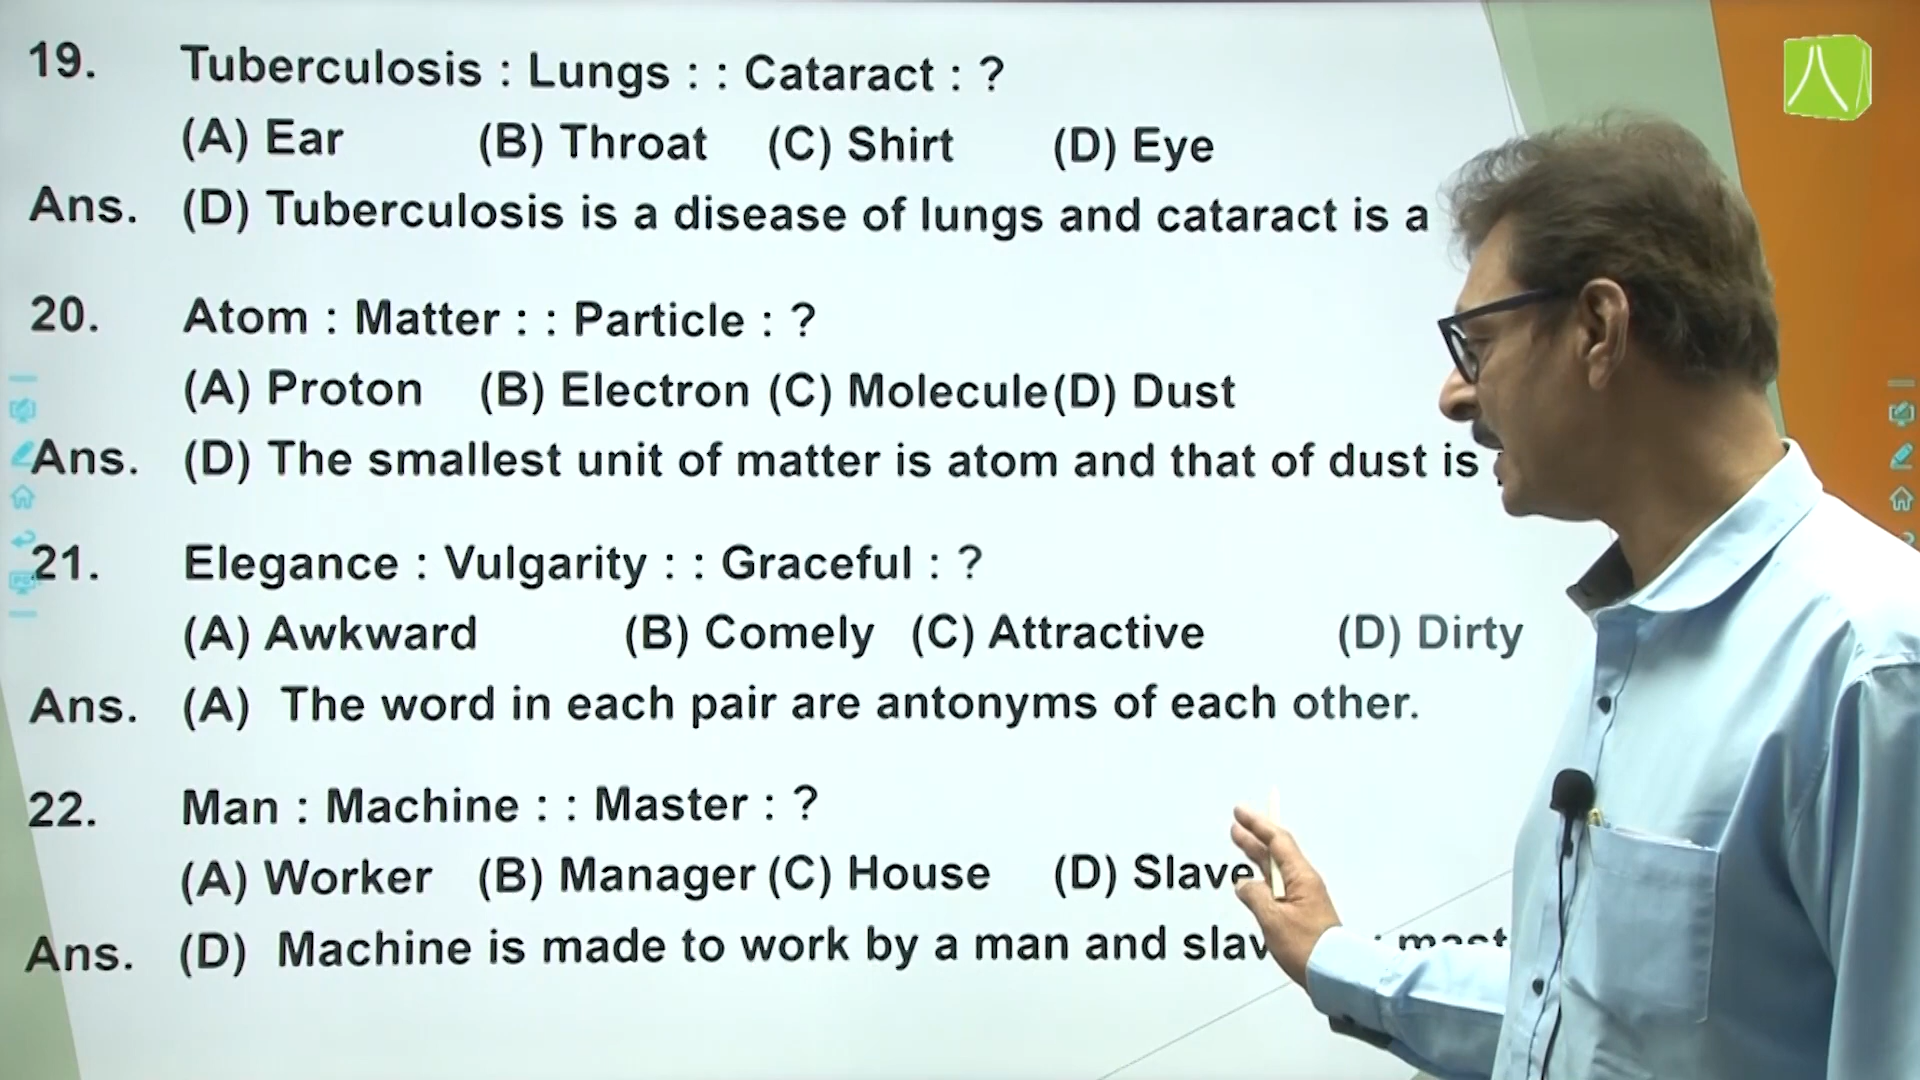 19. Tuberculosis : Lungs : : Cataract : ?
(A) Ear (B) Throat (C) Shirt (D) Eye
Ans. (D) Tuberculosis is a disease of lungs and cataract is a
20. Atom : Matter : : Particle : ?
(A) Proton (B) Electron (C) Molecule (D) Dust
Ans. (D) The smallest unit of matter is atom and that of dust is
21. Elegance : Vulgarity : : Graceful : ?
(A) Awkward (B) Comely (C) Attractive (D) Dirty
Ans. (A) The word in each pair are antonyms of each other.
22. Man : Machine : : Master : ?
(A) Worker (B) Manager (C) House (D) Slave
Ans. (D) Machine is made to work by a man and